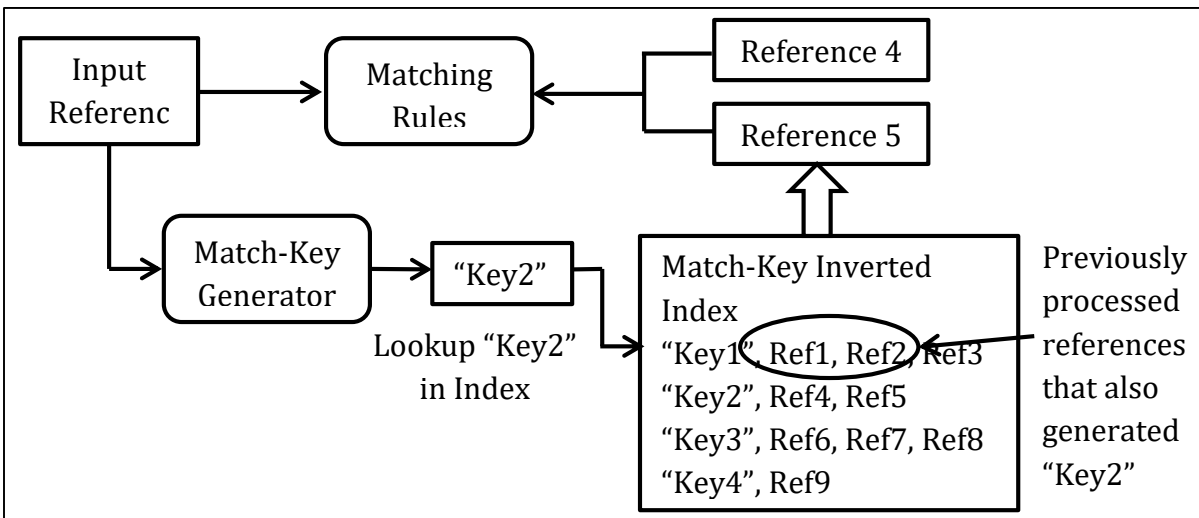 Input
Referenc
Matching
Rules
Reference 4
Reference 5
Match-Key
Generator
“Key2”
Lookup “Key2”
in Index
Match-Key Inverted
Index
“Key1”, Ref1, Ref2, Ref3
“Key2”, Ref4, Ref5
“Key3”, Ref6, Ref7, Ref8
“Key4”, Ref9
Previously
processed
references
that also
generated
“Key2”